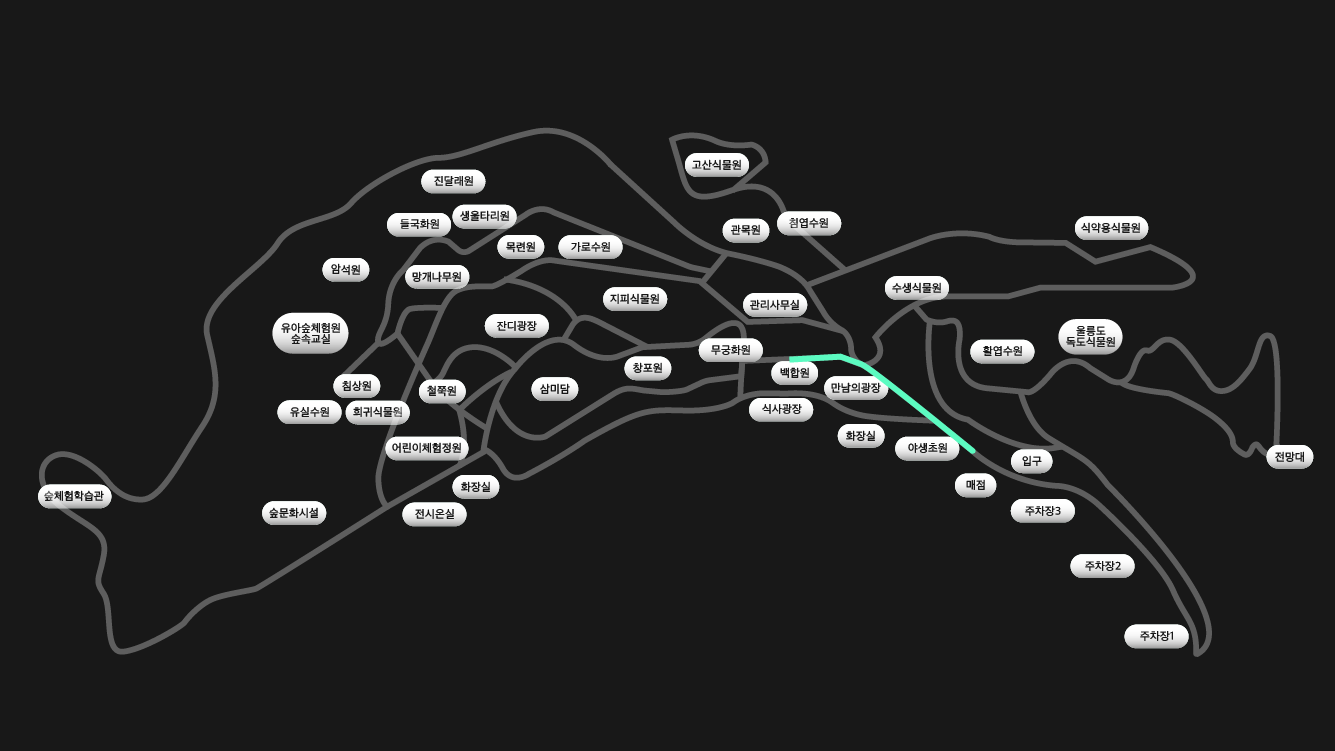 고산식물원
진달래원
들국화원
생울타리원
관목원
침엽수원
식약용식물원
목련원
가로수원
암석원
망개나무원
수생식물원
지피식물원
관리사무실
유아숲체험원
숲속교실
잔디광장
울릉도
독도식물원
무궁화원
활엽수원
창포원
백합원
침상원
철쭉원
삼미담
만남의광장
유실수원
희귀식물원
식사광장
화장실
어린이체험정원
야생초원
입구
전망대
숲체험학습관
화장실
매점
숲문화시설
전시온실
주차장3
주차장2
주차장1